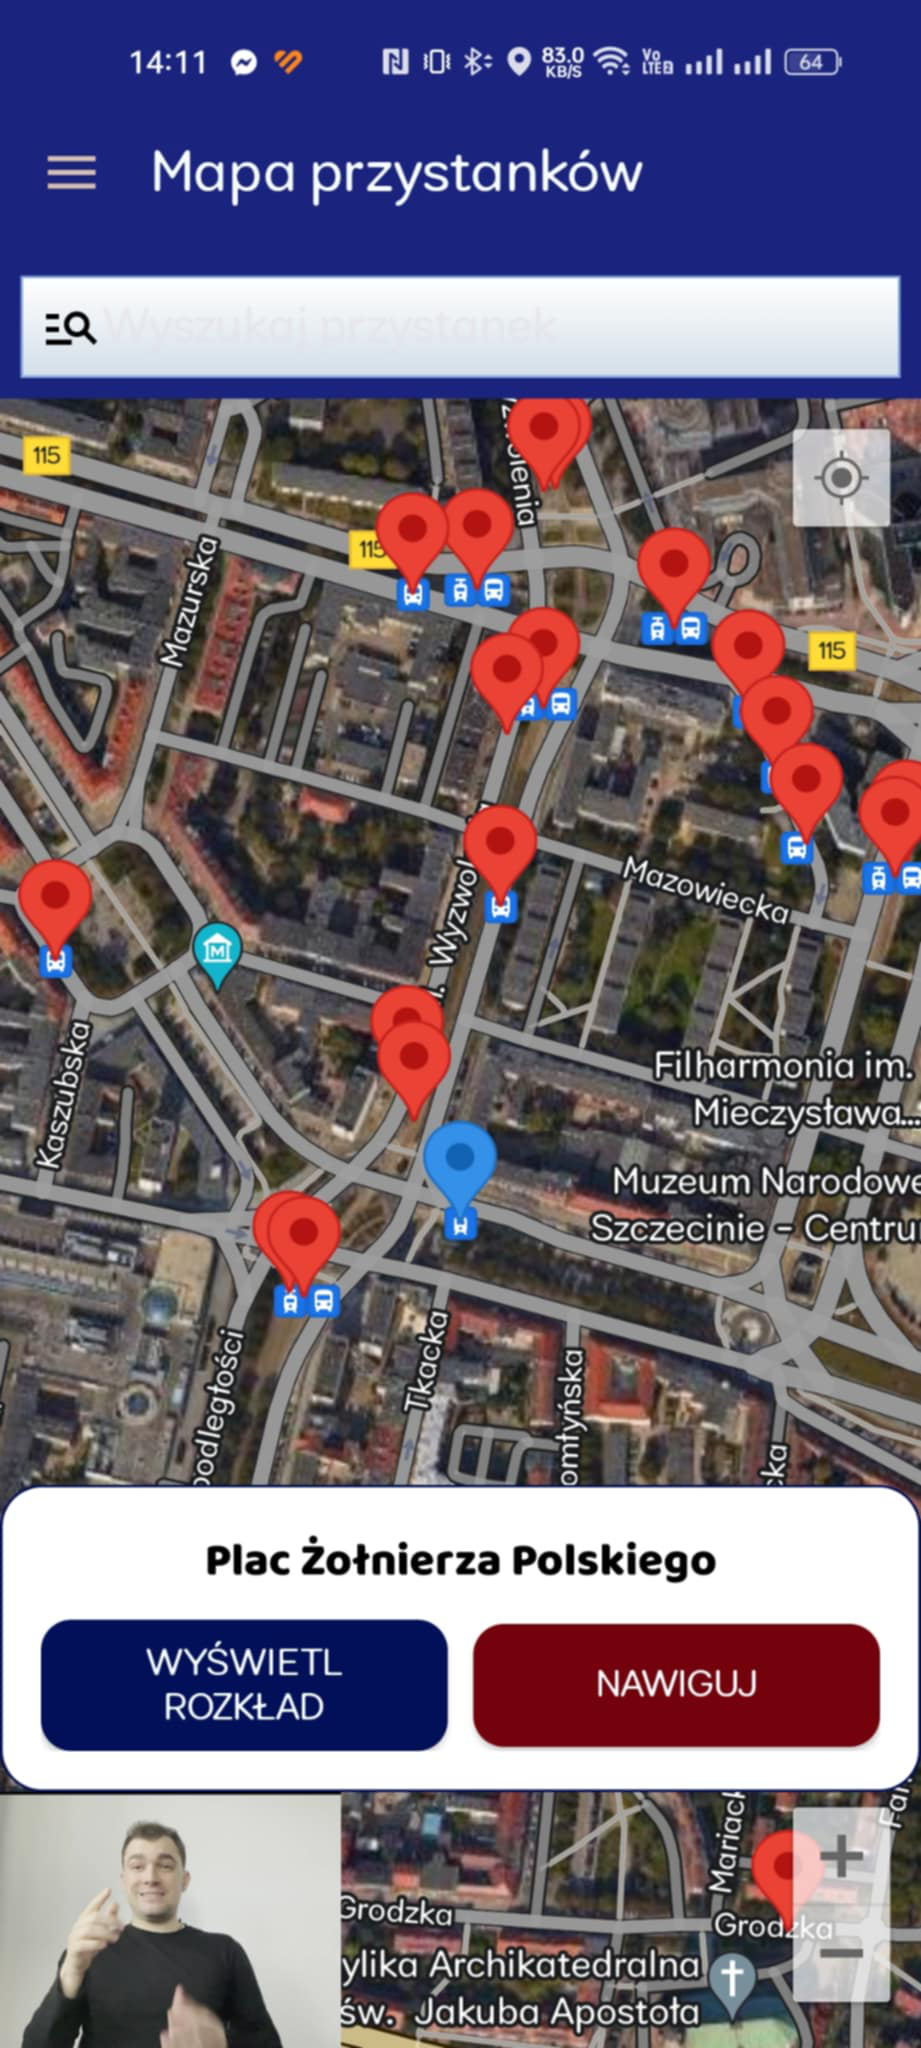 14:11
83.0
KB/S
Vo
LTE2
64
Mapa przystanków
Wyszukaj przystanek
115
115
115
Mazurska
Mazowiecka
Kaszubska
Filharmonia im.
Mieczysława...
Muzeum Narodowe
Szczecinie - Centru
Tkacka
Plac Żołnierza Polskiego
WYŚWIETL
ROZKŁAD
NAWIGUJ
Mariack
Grodzka
Grodzka
ylika Archikatedralna
św. Jakuba Apostoła